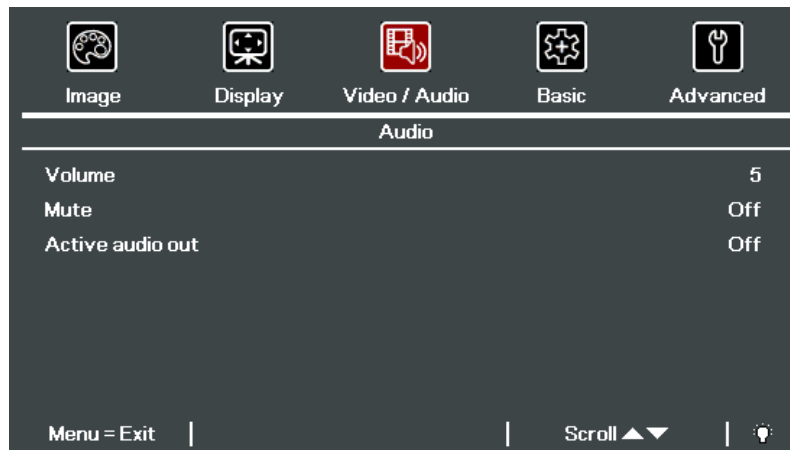 Image Display Video / Audio Basic Advanced
Audio
Volume 5
Mute Off
Active audio out Off
Menu = Exit | | Scroll ▲▼ |